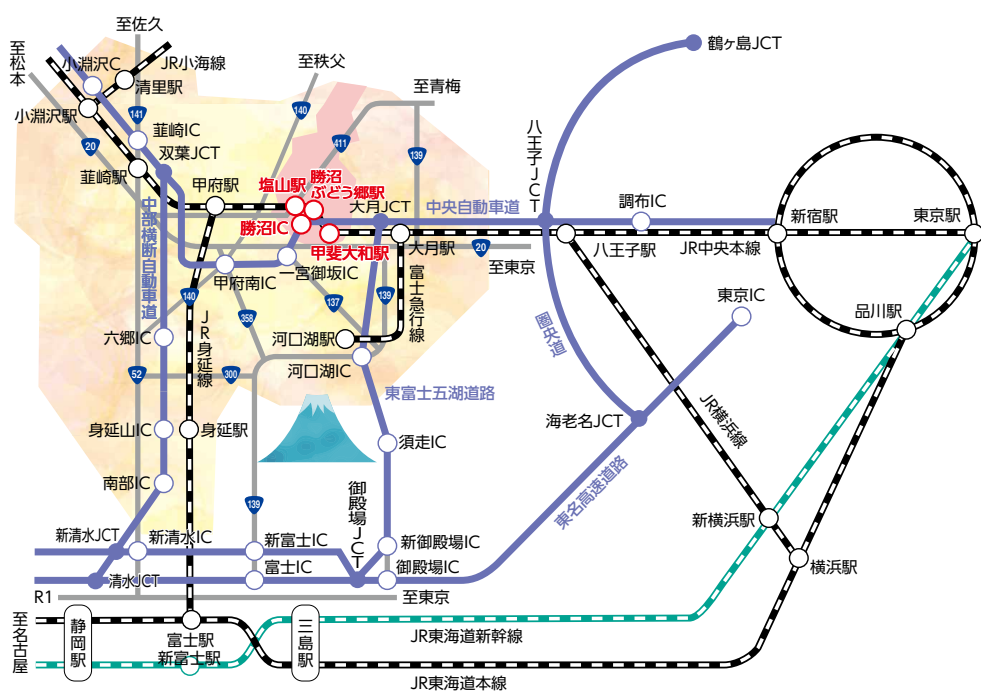 至佐久
至松本
小淵沢C
JR小海線
清里駅
小淵沢駅
141
20
韮崎IC
双葉JCT
韮崎駅
至秩父
140
至青梅
411
139
鶴ヶ島JCT
八王子JCT
甲府駅
塩山駅
勝沼
ぶどう郷駅
勝沼IC
大月JCT
中央自動車道
調布IC
新宿駅
東京駅
甲斐大和駅
大月駅
20
至東京
八王子駅
JR中央本線
中部横断自動車道
甲府南IC
一宮御坂IC
140
137
139
富士急行線
358
河口湖駅
河口湖IC
JR身延線
六郷IC
52
300
東富士五湖道路
圏央道
東京IC
品川駅
身延山IC
身延駅
須走IC
海老名JCT
JR横浜線
南部IC
139
御殿場JCT
東名高速道路
新横浜駅
新清水JCT
新清水IC
新富士IC
新御殿場IC
横浜駅
清水JCT
富士IC
御殿場IC
R1
至東京
至名古屋
静岡駅
富士駅
新富士駅
三島駅
JR東海道新幹線
JR東海道本線